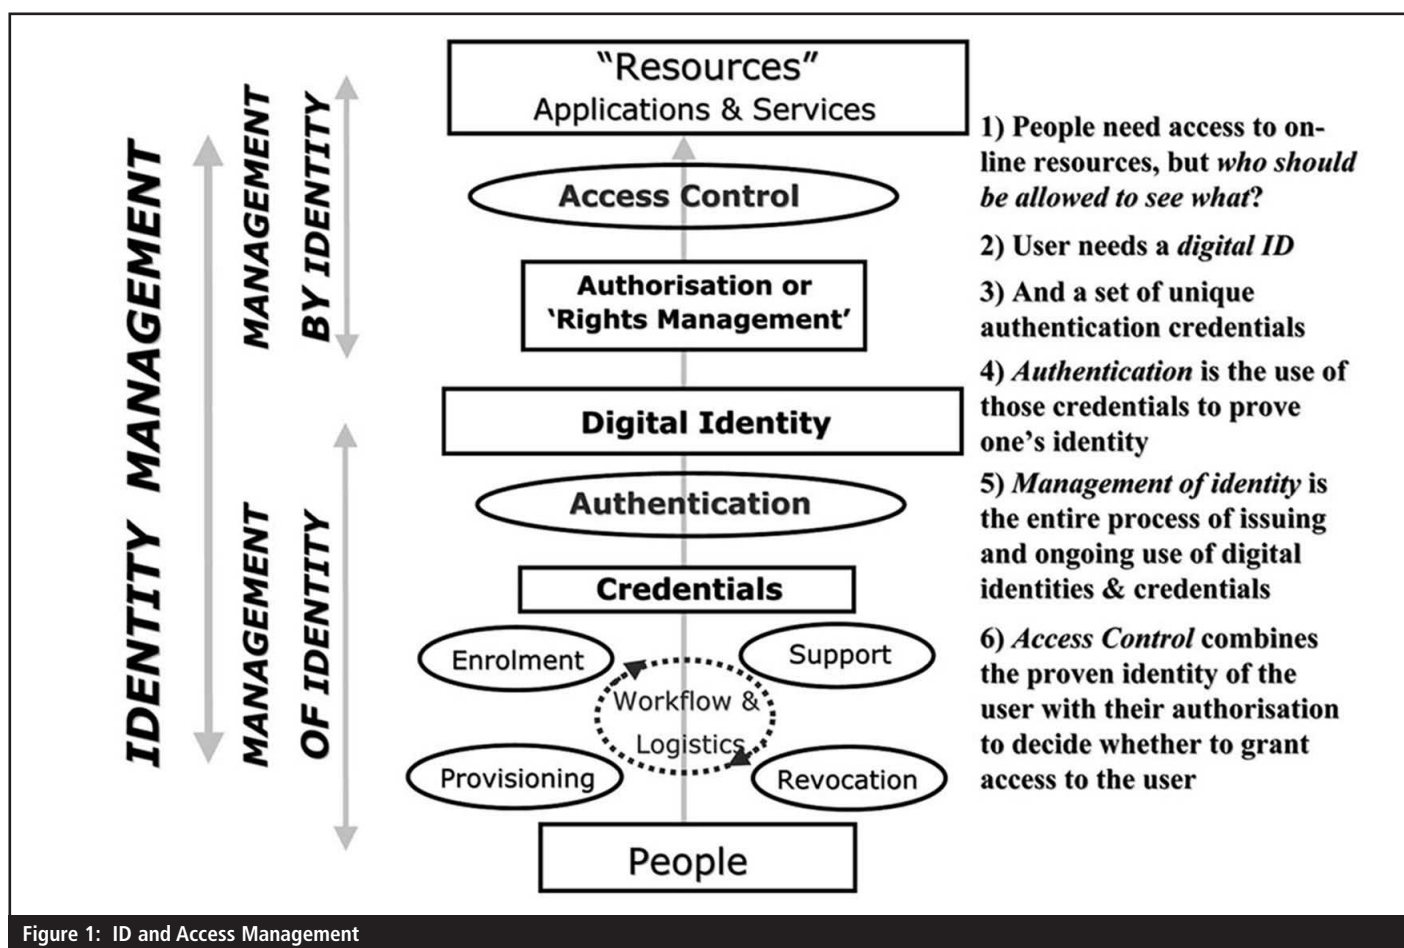 IDENTITY MANAGEMENT
MANAGEMENT
BY IDENTITY
MANAGEMENT
OF IDENTITY
“Resources”
Applications & Services
Access Control
Authorisation or
‘Rights Management’
Digital Identity
Authentication
Credentials
Enrolment
Support
Workflow &
Logistics
Provisioning
Revocation
People
1) People need access to on-
line resources, but who should
be allowed to see what?
2) User needs a digital ID
3) And a set of unique
authentication credentials
4) Authentication is the use of
those credentials to prove
one’s identity
5) Management of identity is
the entire process of issuing
and ongoing use of digital
identities & credentials
6) Access Control combines
the proven identity of the
user with their authorisation
to decide whether to grant
access to the user
Figure 1: ID and Access Management